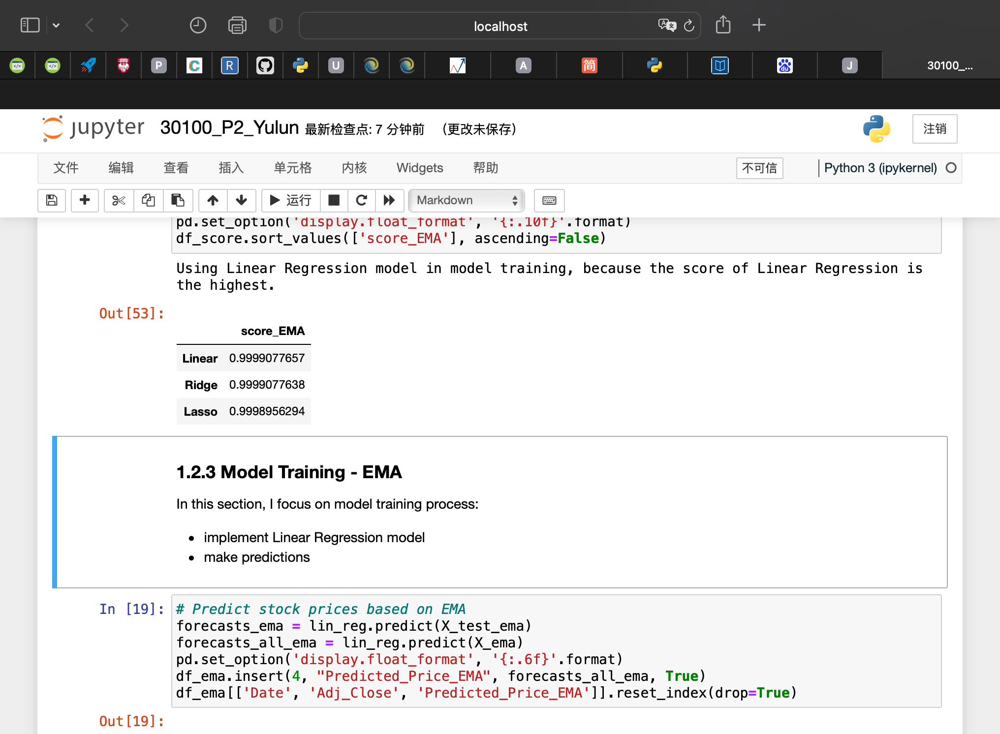 localhost
P
C
R
U
A
简
du
J
30100_...
jupyter 30100_P2_Yulun 最新检查点: 7 分钟前 (更改未保存)
注销
文件 编辑 查看 插入 单元格 内核 Widgets 帮助 不可信 Python 3 (ipykernel)
运行 Markdown
pd.set_option('display.float_format', '{:.10f}'.format)
df_score.sort_values(['score_EMA'], ascending=False)
Using Linear Regression model in model training, because the score of Linear Regression is
the highest.
Out[53]:
score_EMA
Linear 0.9999077657
Ridge 0.9999077638
Lasso 0.9998956294
1.2.3 Model Training - EMA
In this section, I focus on model training process:
• implement Linear Regression model
• make predictions
In [19]: # Predict stock prices based on EMA
forecasts_ema = lin_reg.predict(X_test_ema)
forecasts_all_ema = lin_reg.predict(X_ema)
pd.set_option('display.float_format', '{:.6f}'.format)
df_ema.insert(4, "Predicted_Price_EMA", forecasts_all_ema, True)
df_ema[['Date', 'Adj_Close', 'Predicted_Price_EMA']].reset_index(drop=True)
Out[19]: